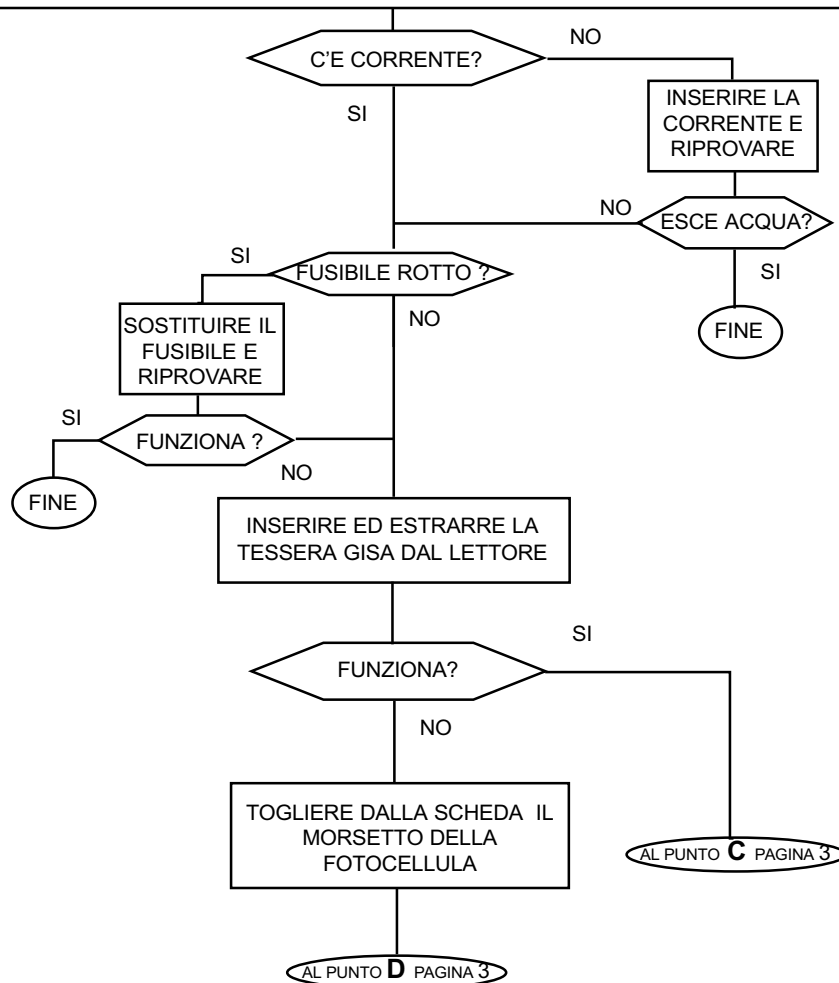 C'E CORRENTE?
NO
SI
INSERIRE LA
CORRENTE E
RIPROVARE
NO
ESCE ACQUA?
SI
FINE
SI
FUSIBILE ROTTO ?
NO
SOSTITUIRE IL
FUSIBILE E
RIPROVARE
SI
FUNZIONA ?
NO
FINE
INSERIRE ED ESTRARRE LA
TESSERA GISA DAL LETTORE
SI
FUNZIONA?
NO
TOGLIERE DALLA SCHEDA IL
MORSETTO DELLA
FOTOCELLULA
AL PUNTO C PAGINA 3
AL PUNTO D PAGINA 3